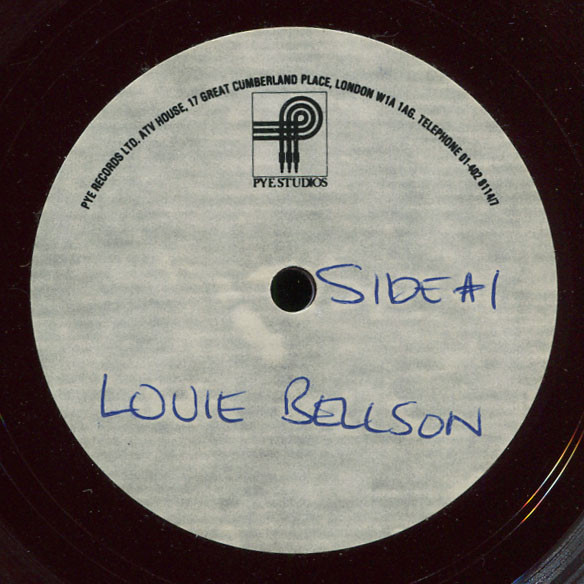 PYE RECORDS LTD. ATV HOUSE, 17 GREAT CUMBERLAND PLACE, LONDON W1A 1AG. TELEPHONE 01-402 8114/7
PYE STUDIOS
SIDE #1
LOUIE BELLSON